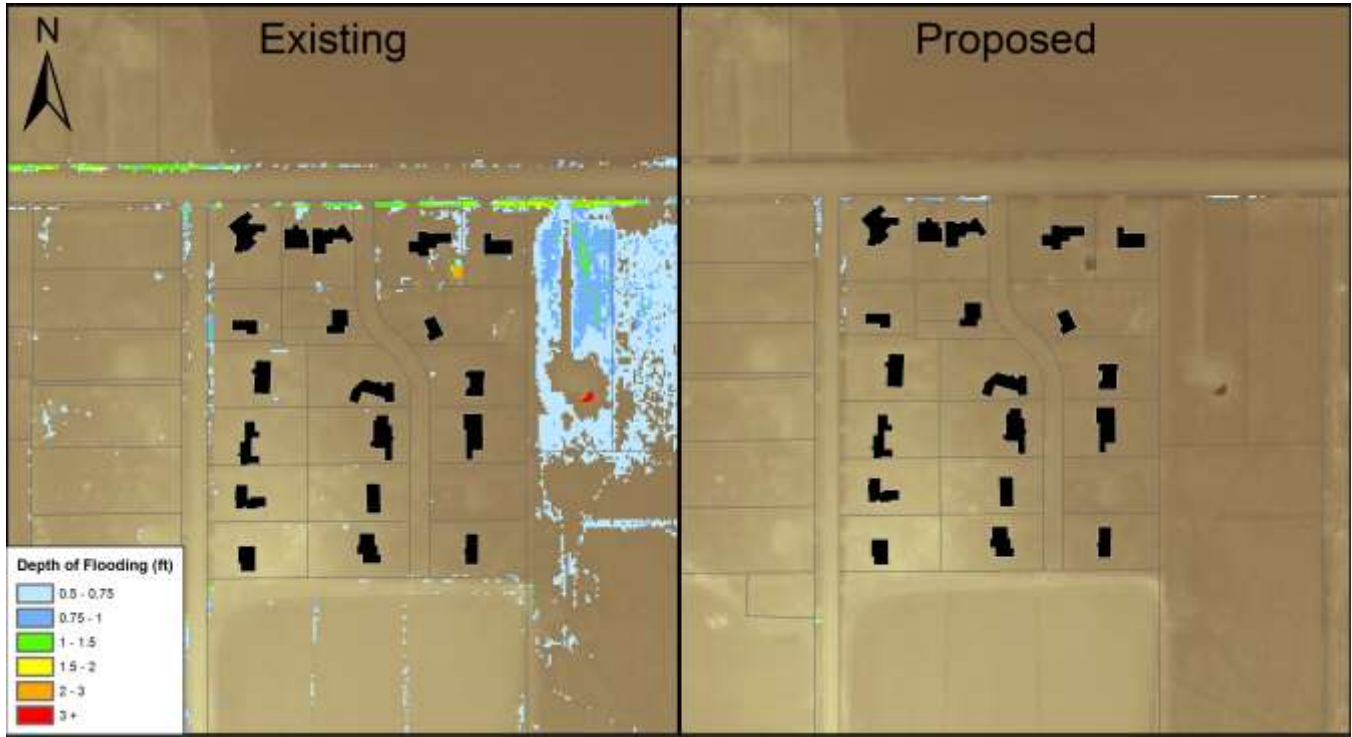 N
Existing
Proposed
Depth of Flooding (ft)
0.5 - 0.75
0.75 - 1
1 - 1.5
1.5 - 2
2 - 3
3 +